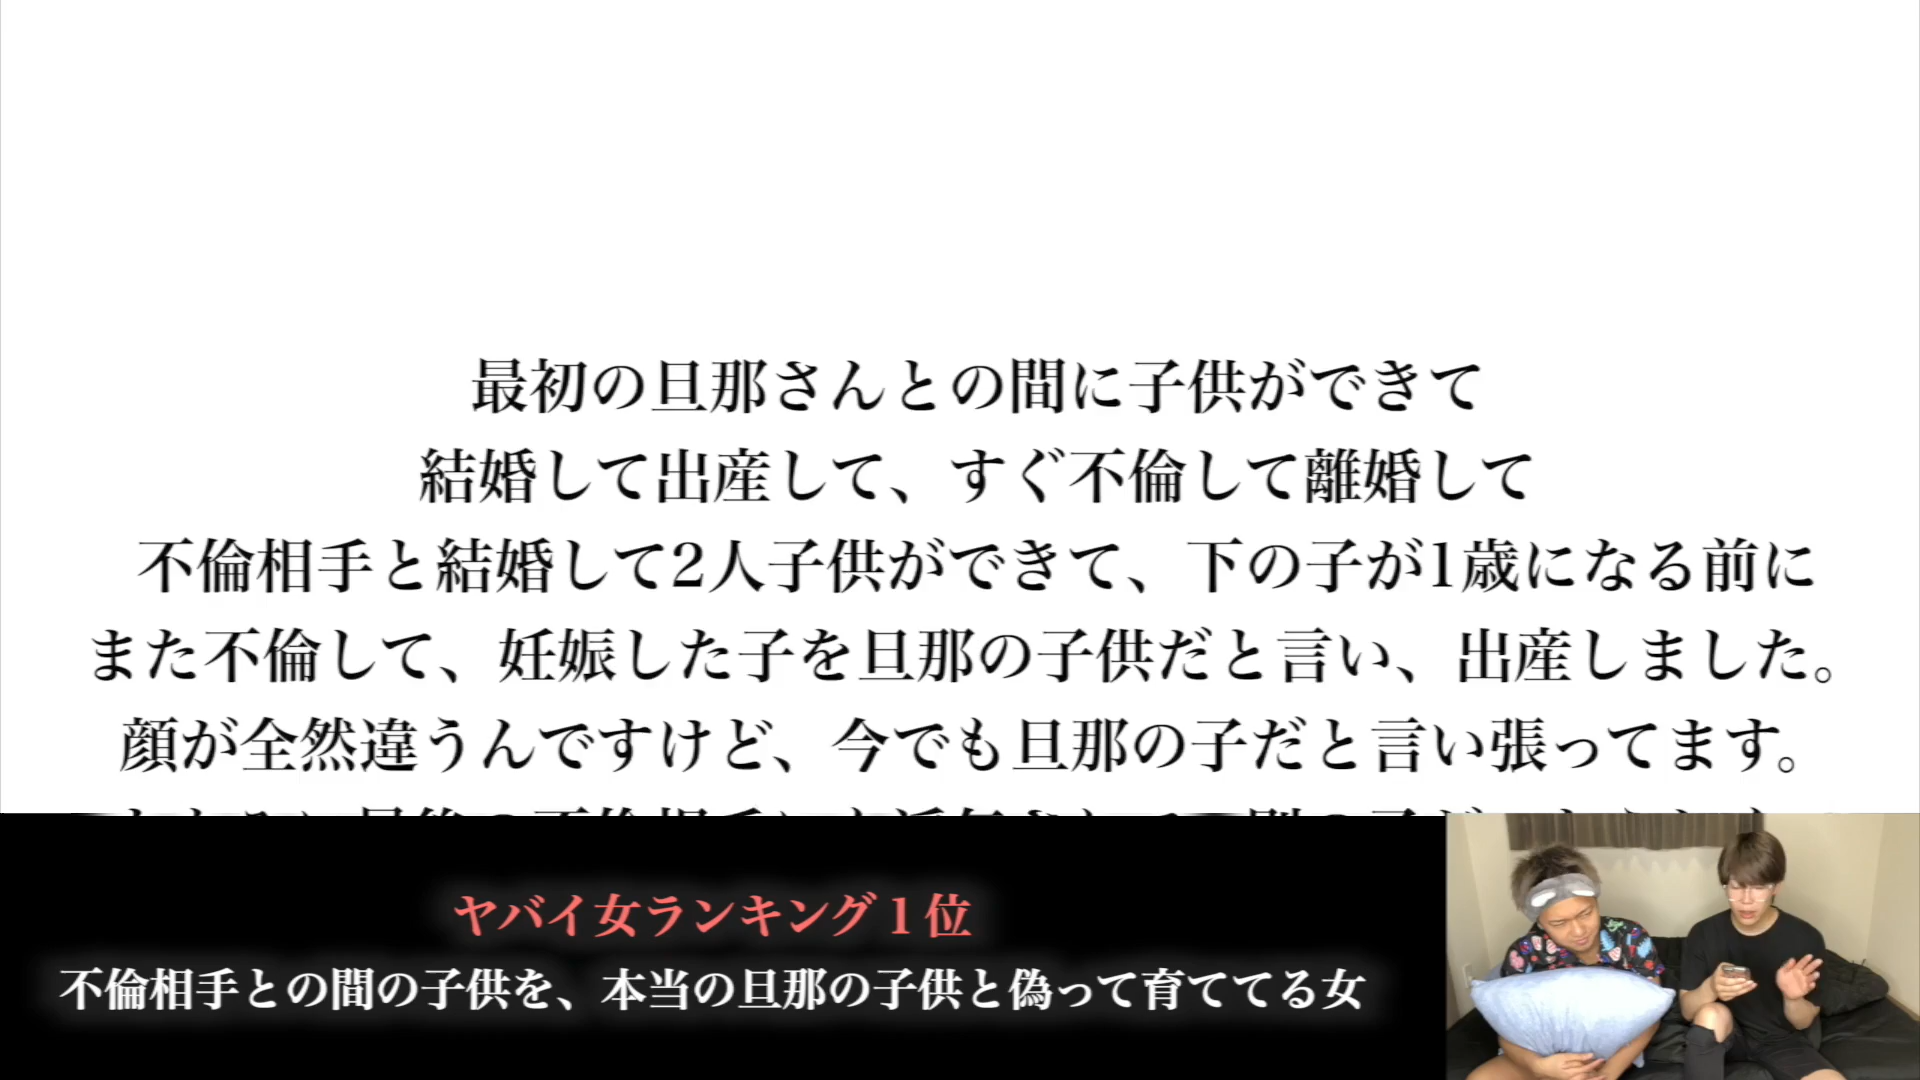 最初の旦那さんとの間に子供ができて
結婚して出産して、すぐ不倫して離婚して
不倫相手と結婚して2人子供ができて、下の子が1歳になる前に
また不倫して、妊娠した子を旦那の子供だと言い、出産しました。
顔が全然違うんですけど、今でも旦那の子だと言い張ってます。
ヤバイ女ランキング１位
不倫相手との間の子供を、本当の旦那の子供と偽って育ててる女